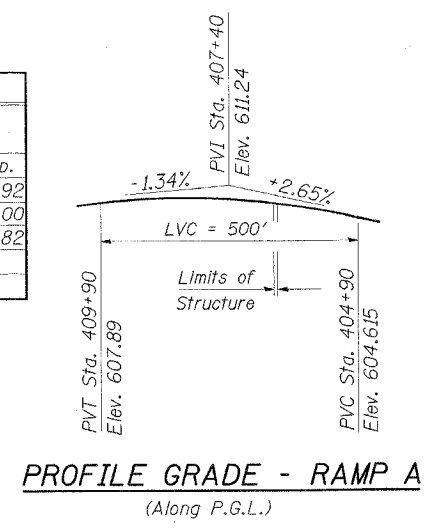 D.
92
00
82
PVI Sta. 407+40
Elev. 611.24
-1.34%
+2.65%
LVC = 500'
Limits of
Structure
PVT Sta. 409+90
Elev. 607.89
PVC Sta. 404+90
Elev. 604.615
PROFILE GRADE - RAMP A
(Along P.G.L.)